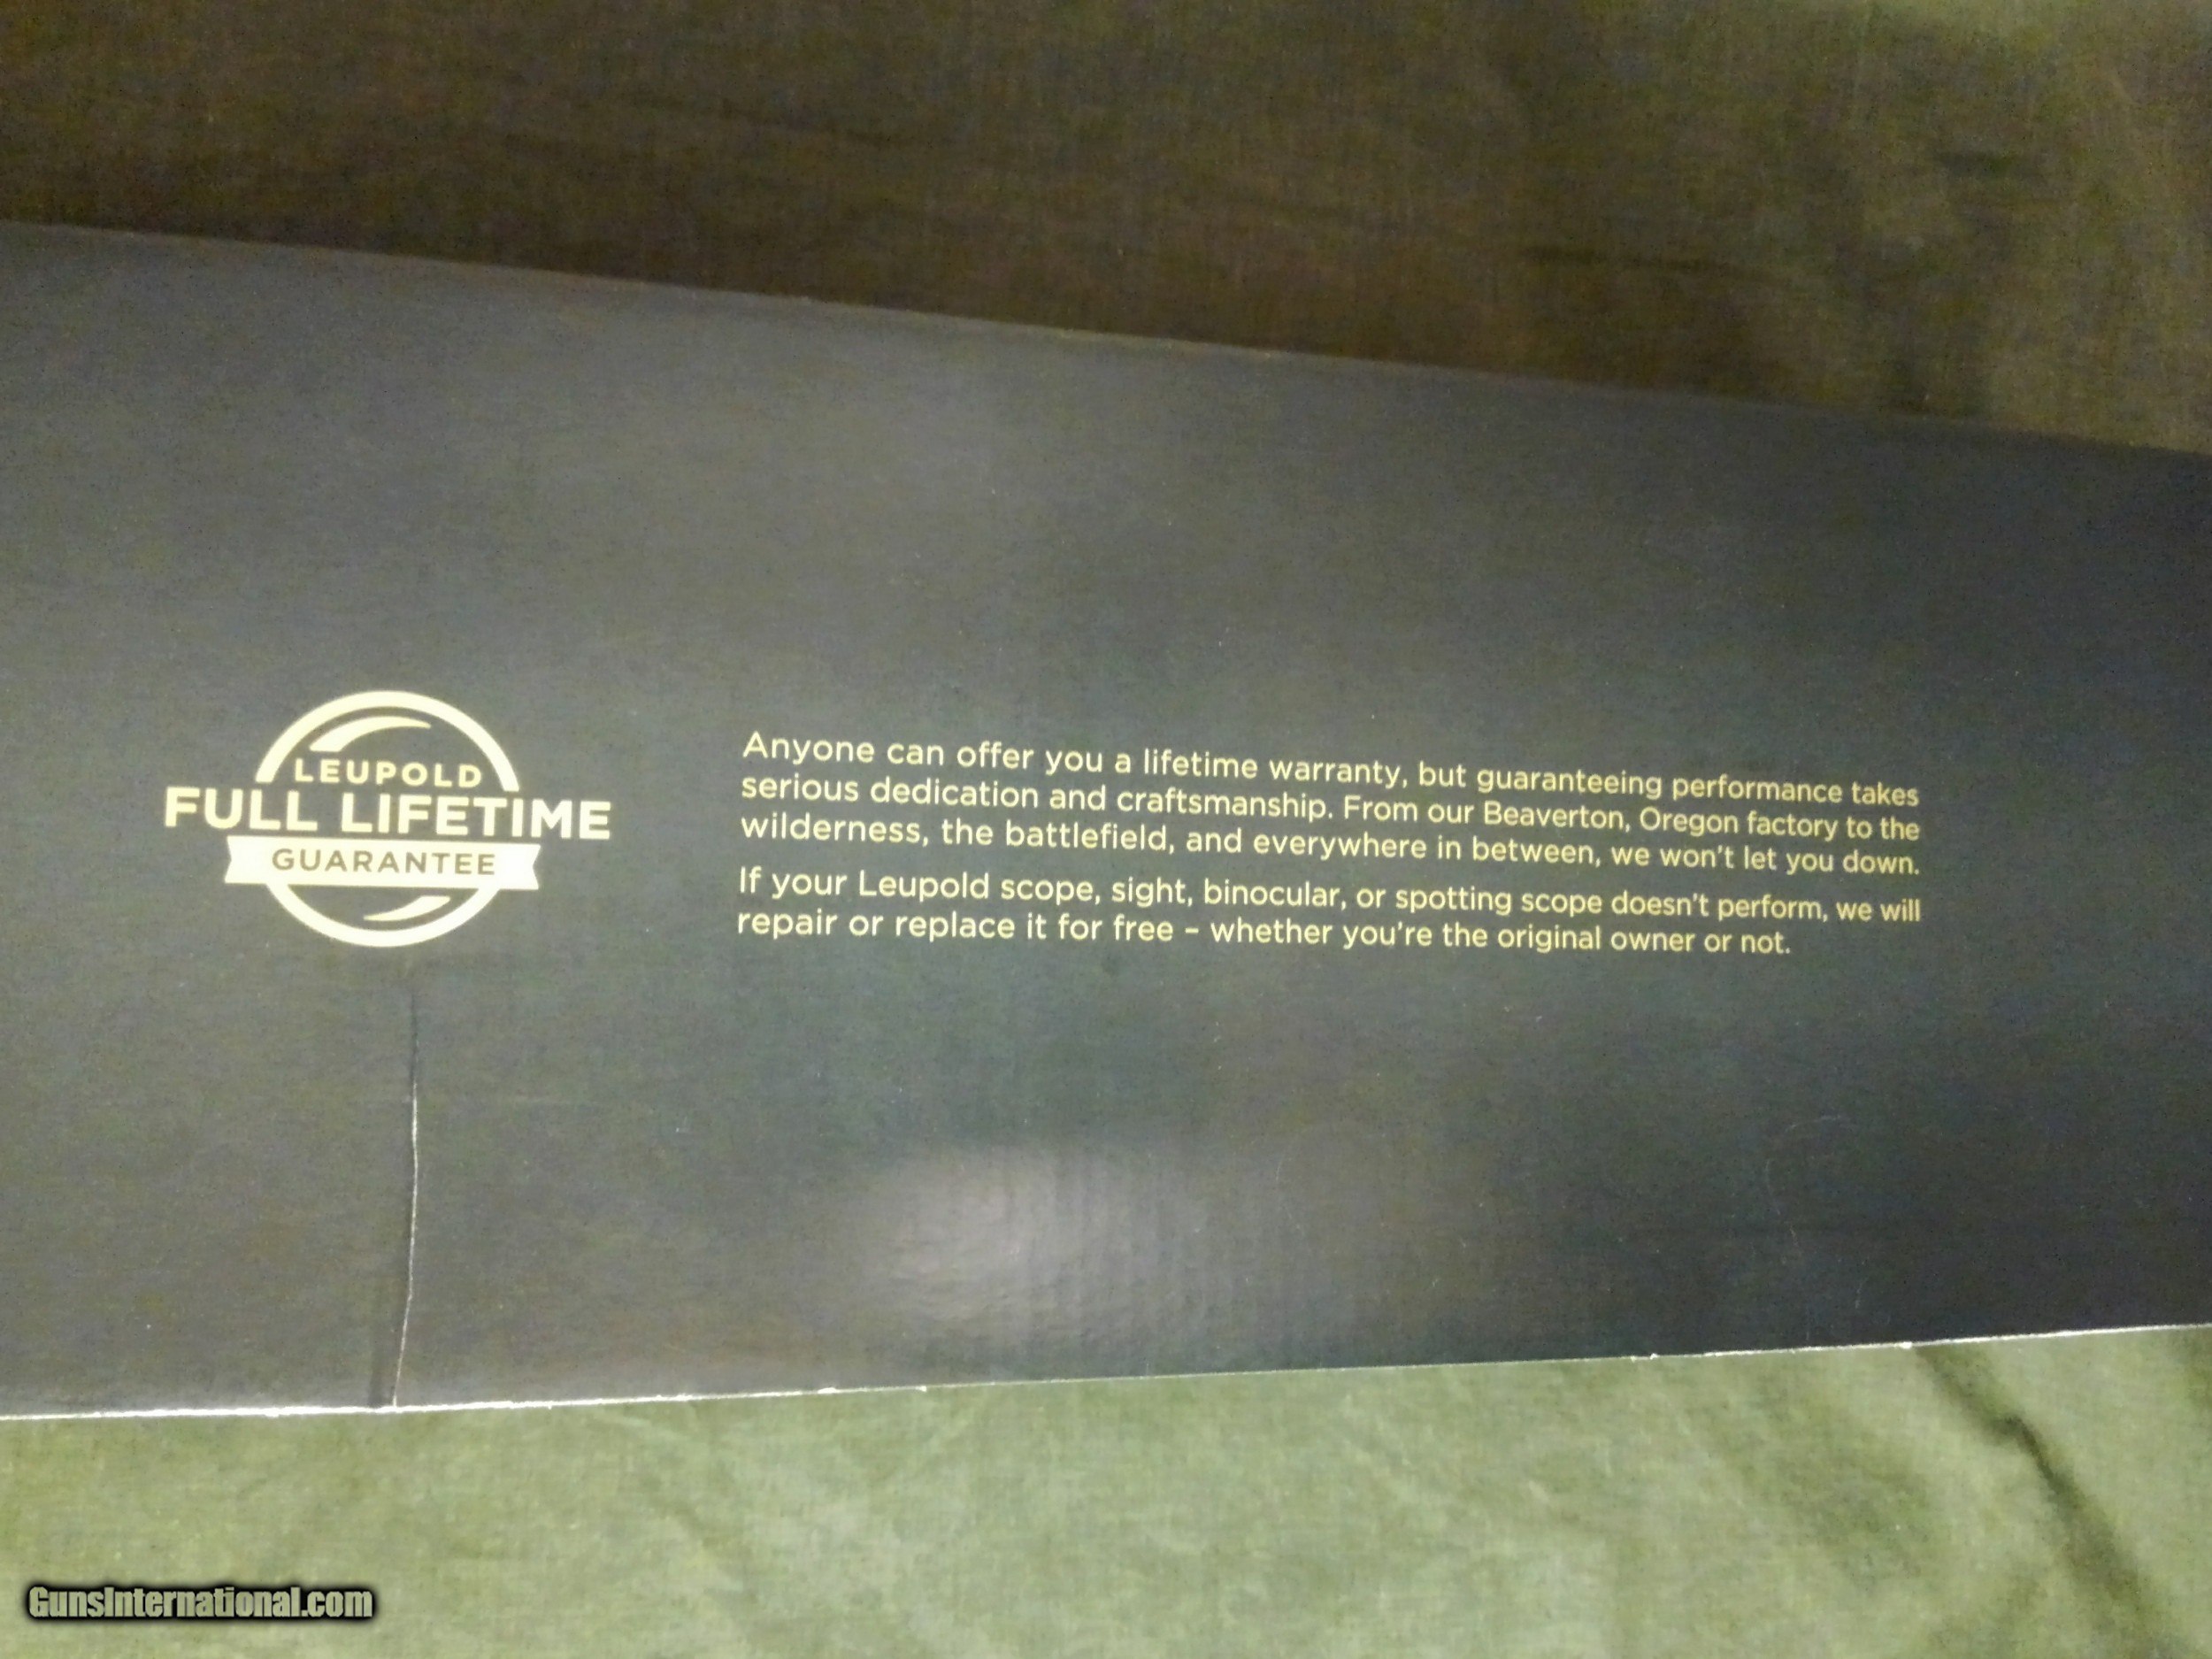 LEUPOLD
FULL LIFETIME
GUARANTEE
Anyone can offer you a lifetime warranty, but guaranteeing performance takes
serious dedication and craftsmanship. From our Beaverton, Oregon factory to the
wilderness, the battlefield, and everywhere in between, we won't let you down.
If your Leupold scope, sight, binocular, or spotting scope doesn't perform, we will
repair or replace it for free – whether you're the original owner or not.
GunsInternational.com